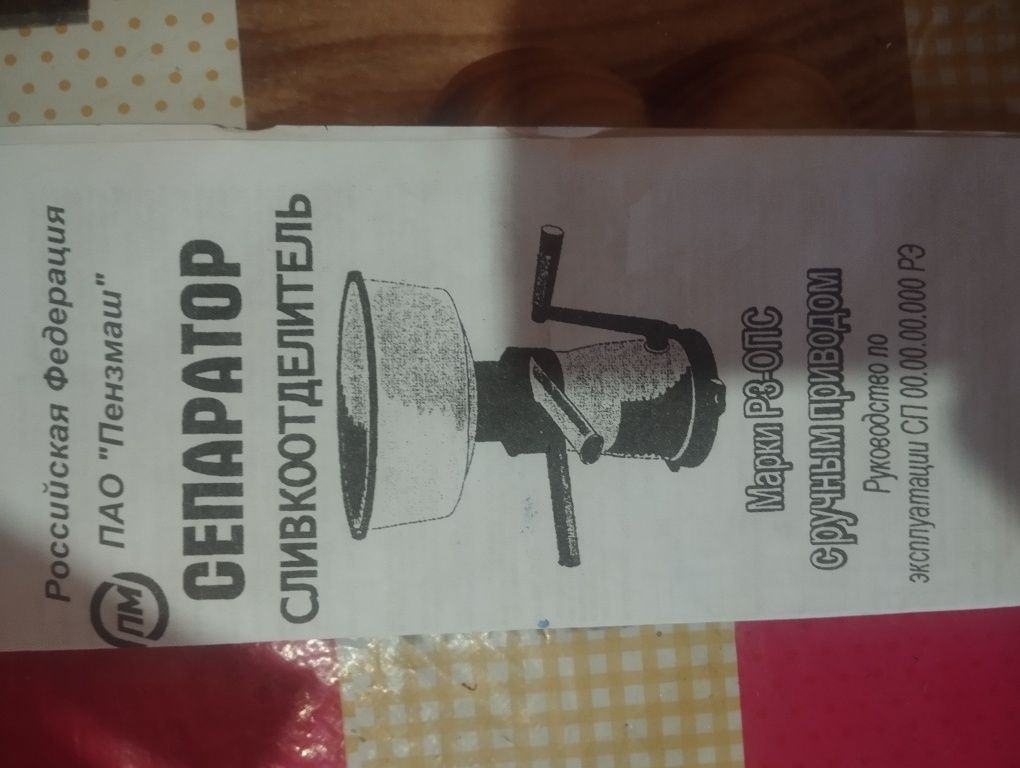 Российская Федерация
ПМ
ПАО "Пензмаш"
СЕПАРАТОР
СЛИВКООТДЕЛИТЕЛЬ
Марки РЗ-ОПС
с ручным приводом
Руководство по
эксплуатации СП 00.00.00.000 РЭ